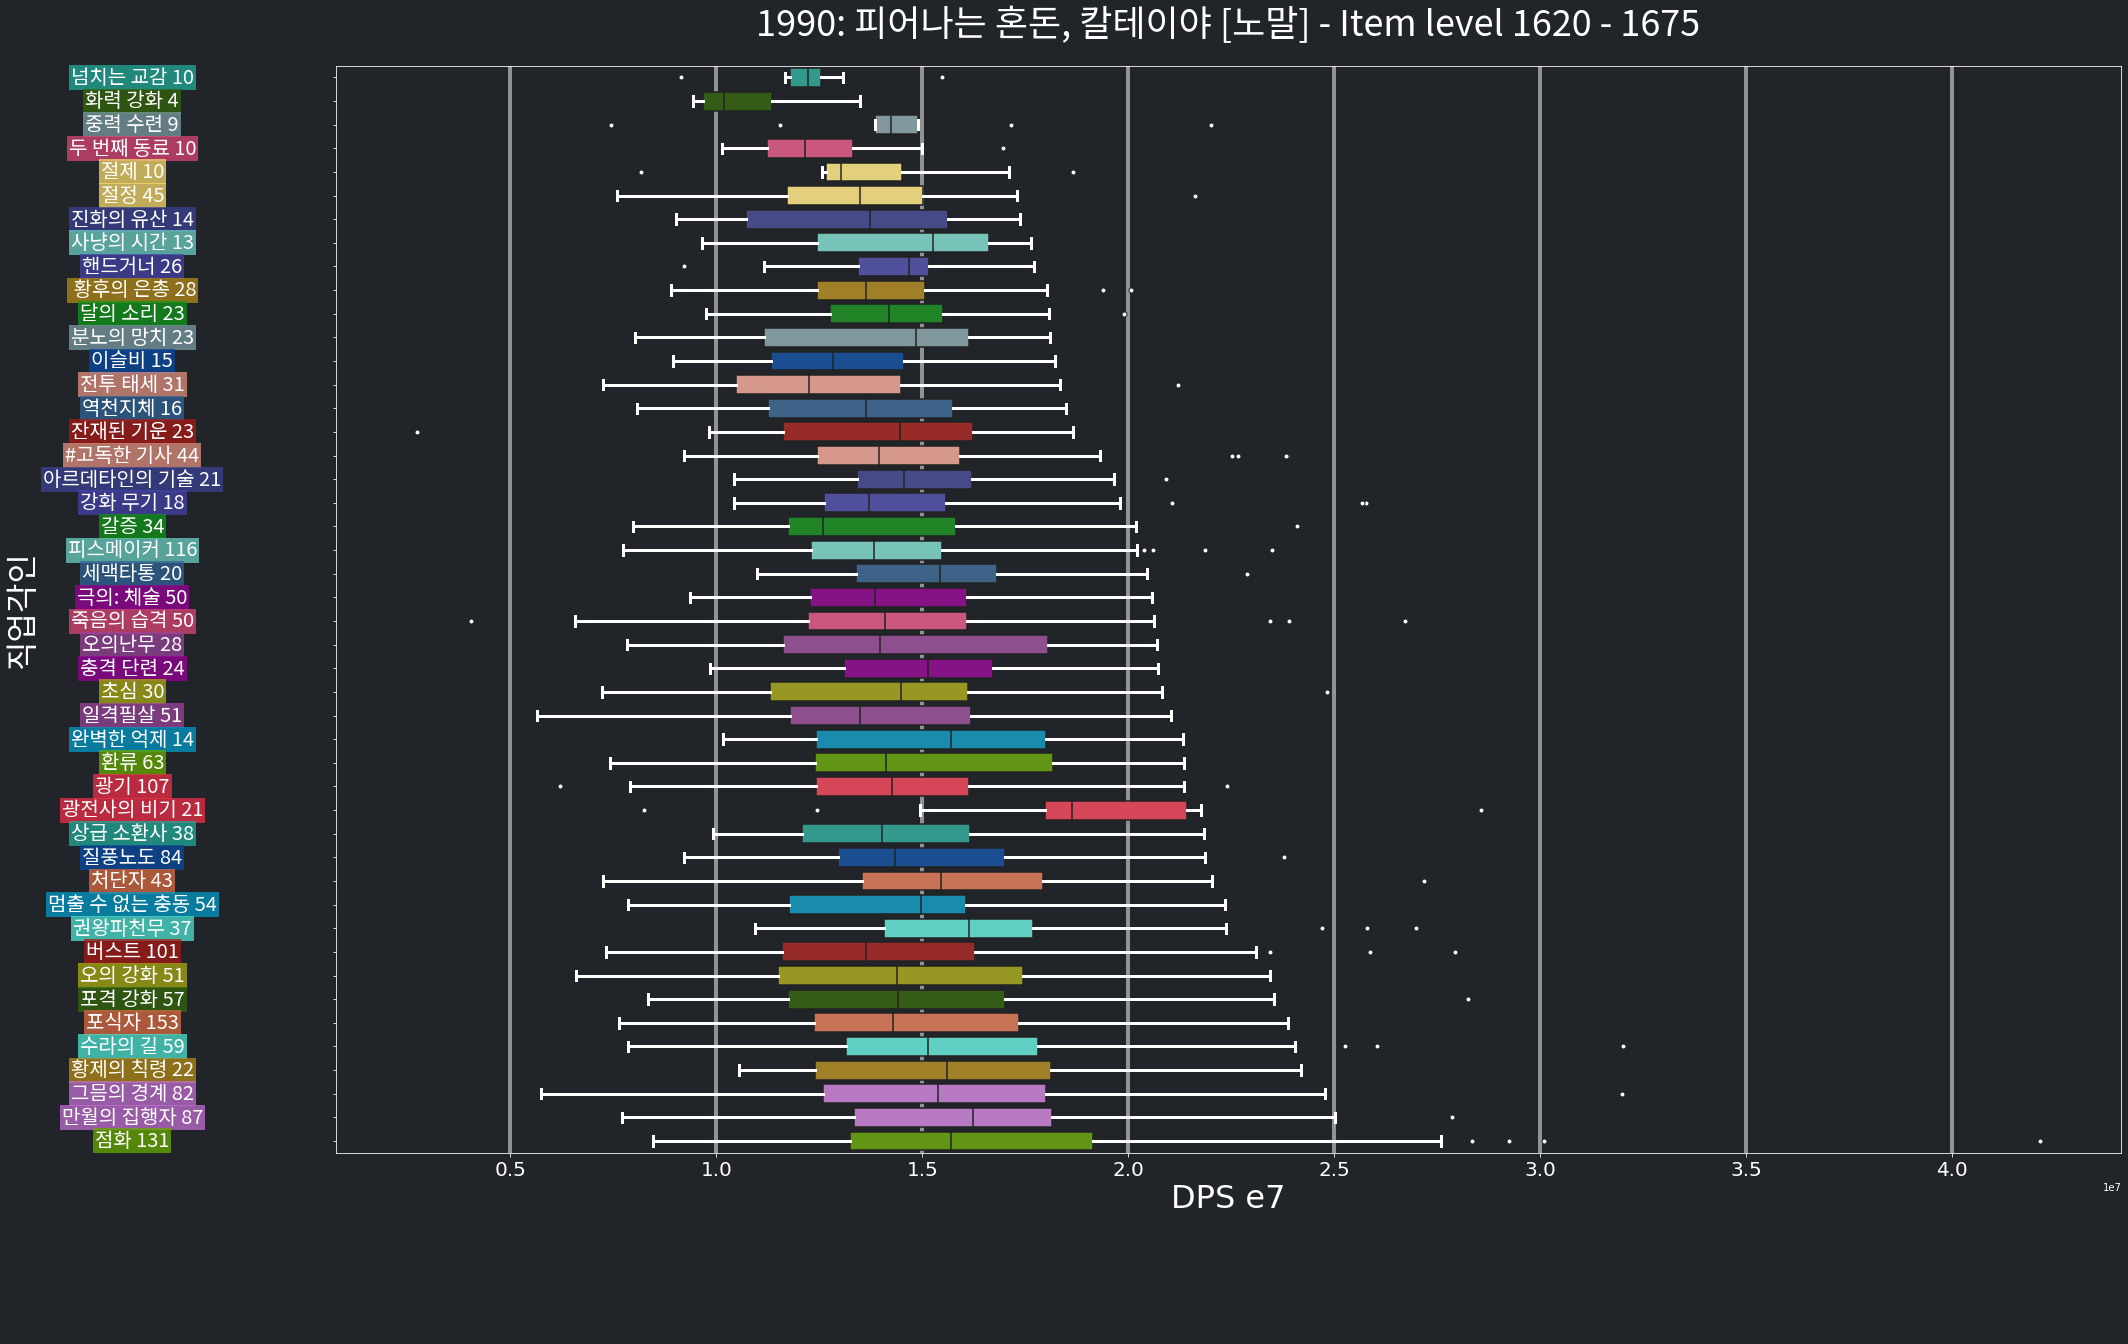 1990: 피어나는 혼돈, 칼테이야 [노말] - Item level 1620 - 1675
직업각인
넘치는 교감 10
화력 강화 4
중력 수련 9
두 번째 동료 10
절제 10
절정 45
진화의 유산 14
사냥의 시간 13
핸드거너 26
황후의 은총 28
달의 소리 23
분노의 망치 23
이슬비 15
전투 태세 31
역천지체 16
잔재된 기운 23
#고독한 기사 44
아르데타인의 기술 21
강화 무기 18
갈증 34
피스메이커 116
세맥타통 20
극의: 체술 50
죽음의 습격 50
오의난무 28
충격 단련 24
초심 30
일격필살 51
완벽한 억제 14
환류 63
광기 107
광전사의 비기 21
상급 소환사 38
질풍노도 84
처단자 43
멈출 수 없는 충동 54
권왕파천무 37
버스트 101
오의 강화 51
포격 강화 57
포식자 153
수라의 길 59
황제의 칙령 22
그믐의 경계 82
만월의 집행자 87
점화 131
0.5 1.0 1.5 2.0 2.5 3.0 3.5 4.0
1e7
DPS e7